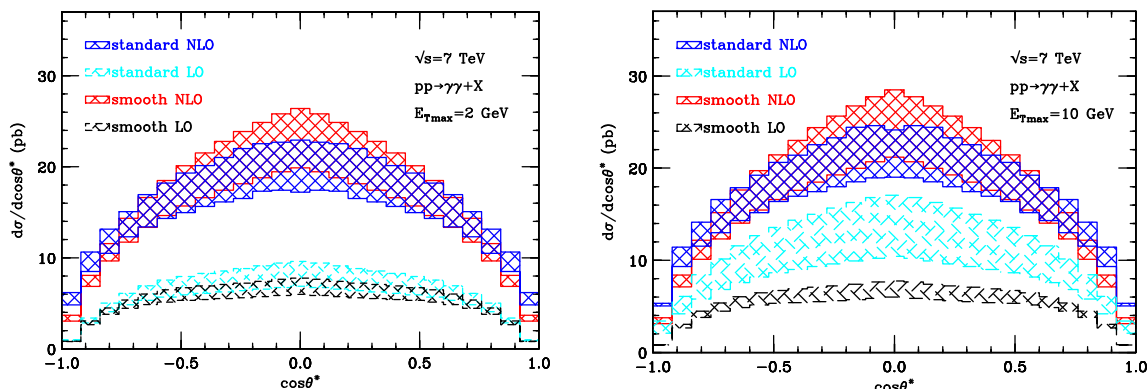 standard NLO
standard LO
smooth NLO
smooth LO
√s=7 TeV
pp→γγ+X
E_Tmax=2 GeV
dσ/dcosθ* (pb)
30
20
10
0
−1.0
−0.5
0.0
0.5
1.0
cosθ*
standard NLO
standard LO
smooth NLO
smooth LO
√s=7 TeV
pp→γγ+X
E_Tmax=10 GeV
dσ/dcosθ* (pb)
30
20
10
0
−1.0
−0.5
0.0
0.5
1.0
cosθ*